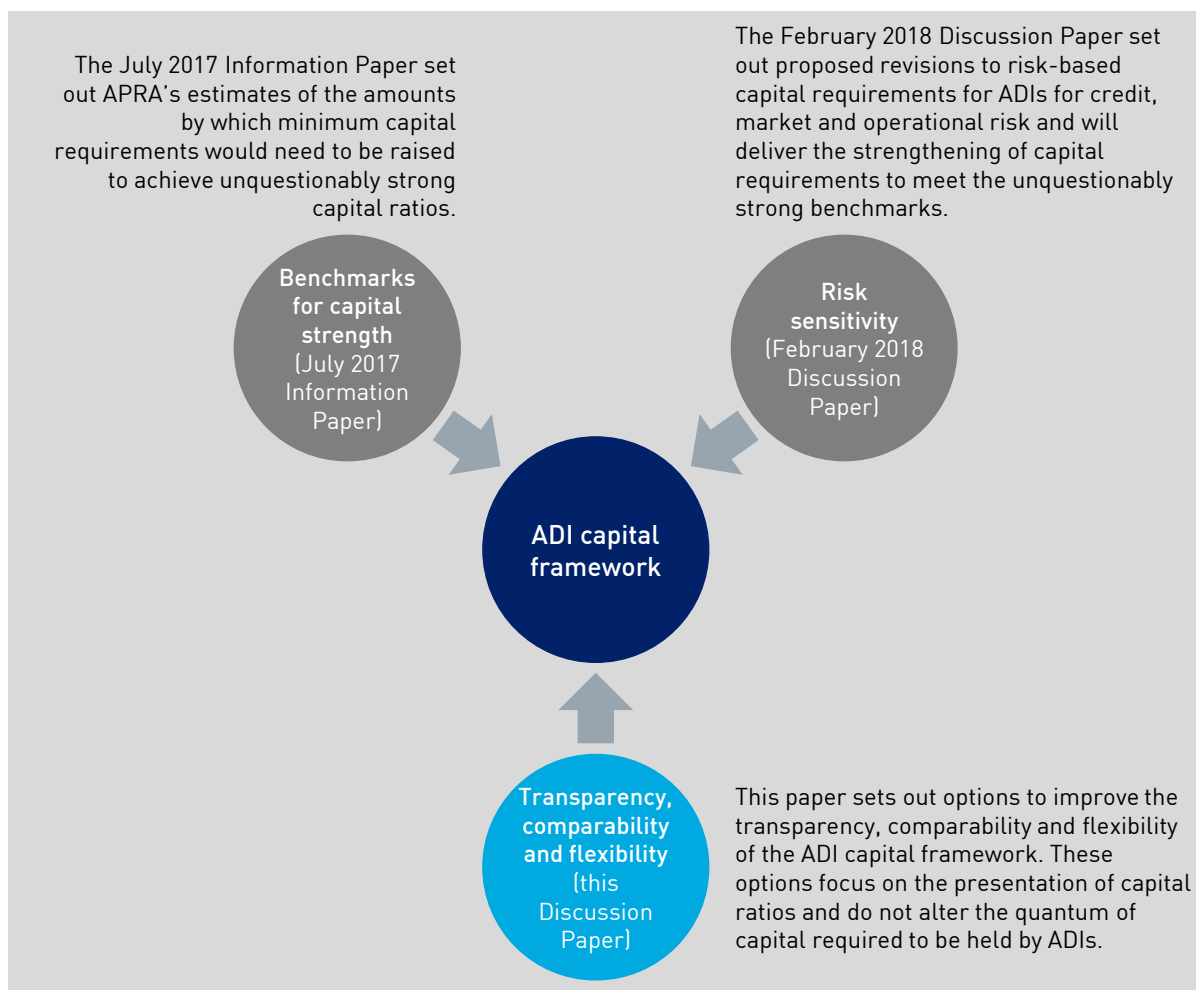 The July 2017 Information Paper set
out APRA’s estimates of the amounts
by which minimum capital
requirements would need to be raised
to achieve unquestionably strong
capital ratios.
The February 2018 Discussion Paper set
out proposed revisions to risk-based
capital requirements for ADIs for credit,
market and operational risk and will
deliver the strengthening of capital
requirements to meet the unquestionably
strong benchmarks.
Benchmarks
for capital
strength
(July 2017
Information
Paper)
Risk
sensitivity
(February 2018
Discussion
Paper)
ADI capital
framework
Transparency,
comparability
and flexibility
(this
Discussion
Paper)
This paper sets out options to improve the
transparency, comparability and flexibility
of the ADI capital framework. These
options focus on the presentation of capital
ratios and do not alter the quantum of
capital required to be held by ADIs.